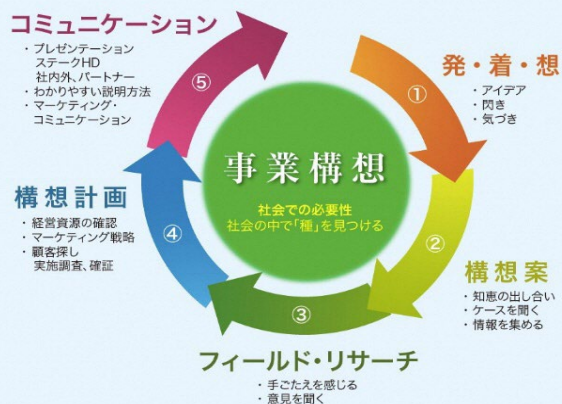 コミュニケーション
・プレゼンテーション
ステークHD
社内外、パートナー
・わかりやすい説明方法
・マーケティング・
コミュニケーション
⑤
①
発・着・想
・アイデア
・閃き
・気づき
事業構想
社会での必要性
社会の中で「種」を見つける
②
構想案
・知恵の出し合い
・ケースを聞く
・情報を集める
③
フィールド・リサーチ
・手ごたえを感じる
・意見を聞く
④
構想計画
・経営資源の確認
・マーケティング戦略
・顧客探し
実施調査、確証